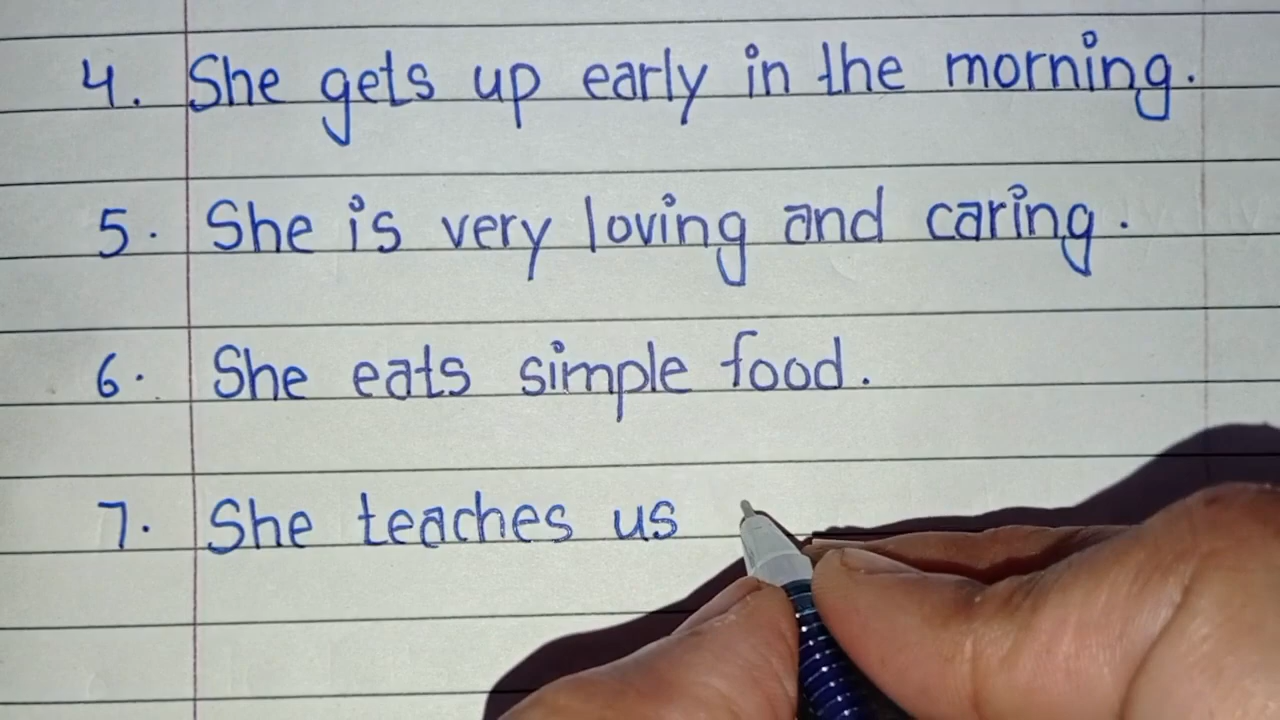 4. She gets up early in the morning.
5. She is very loving and caring.
6. She eats simple food.
7. She teaches us